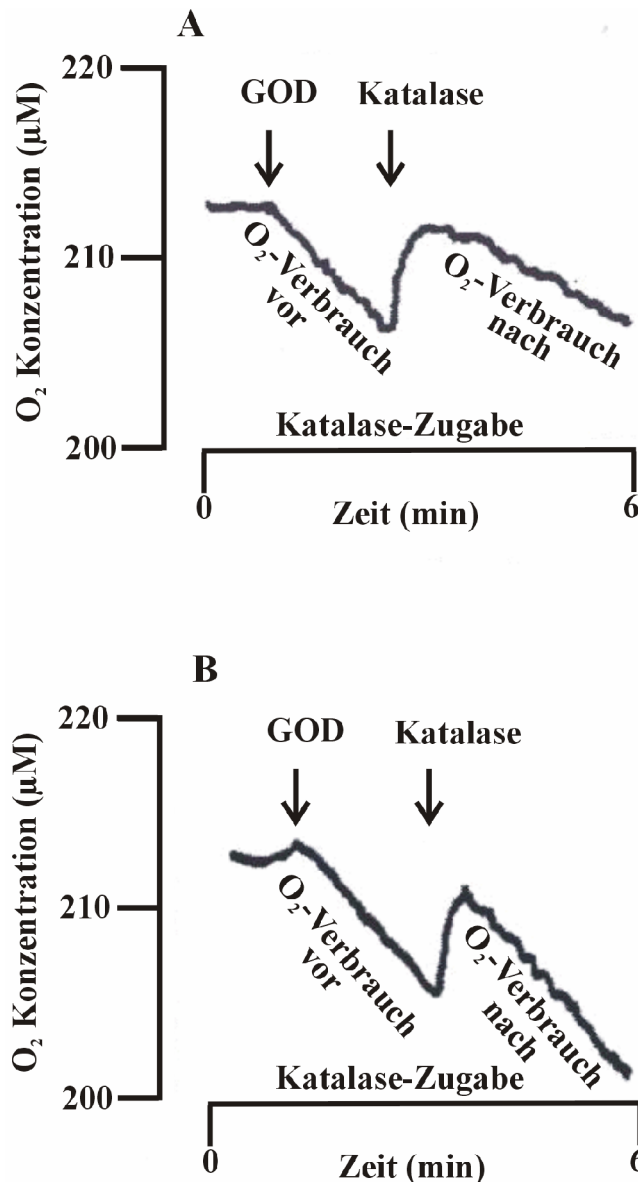 A
220
GOD Katalase
O₂ Konzentration (µM)
210
O₂-Verbrauch
vor
O₂-Verbrauch
nach
Katalase-Zugabe
200
0
6
Zeit (min)
B
220
GOD Katalase
O₂ Konzentration (µM)
210
O₂-Verbrauch
vor
O₂-Verbrauch
nach
Katalase-Zugabe
200
0
6
Zeit (min)